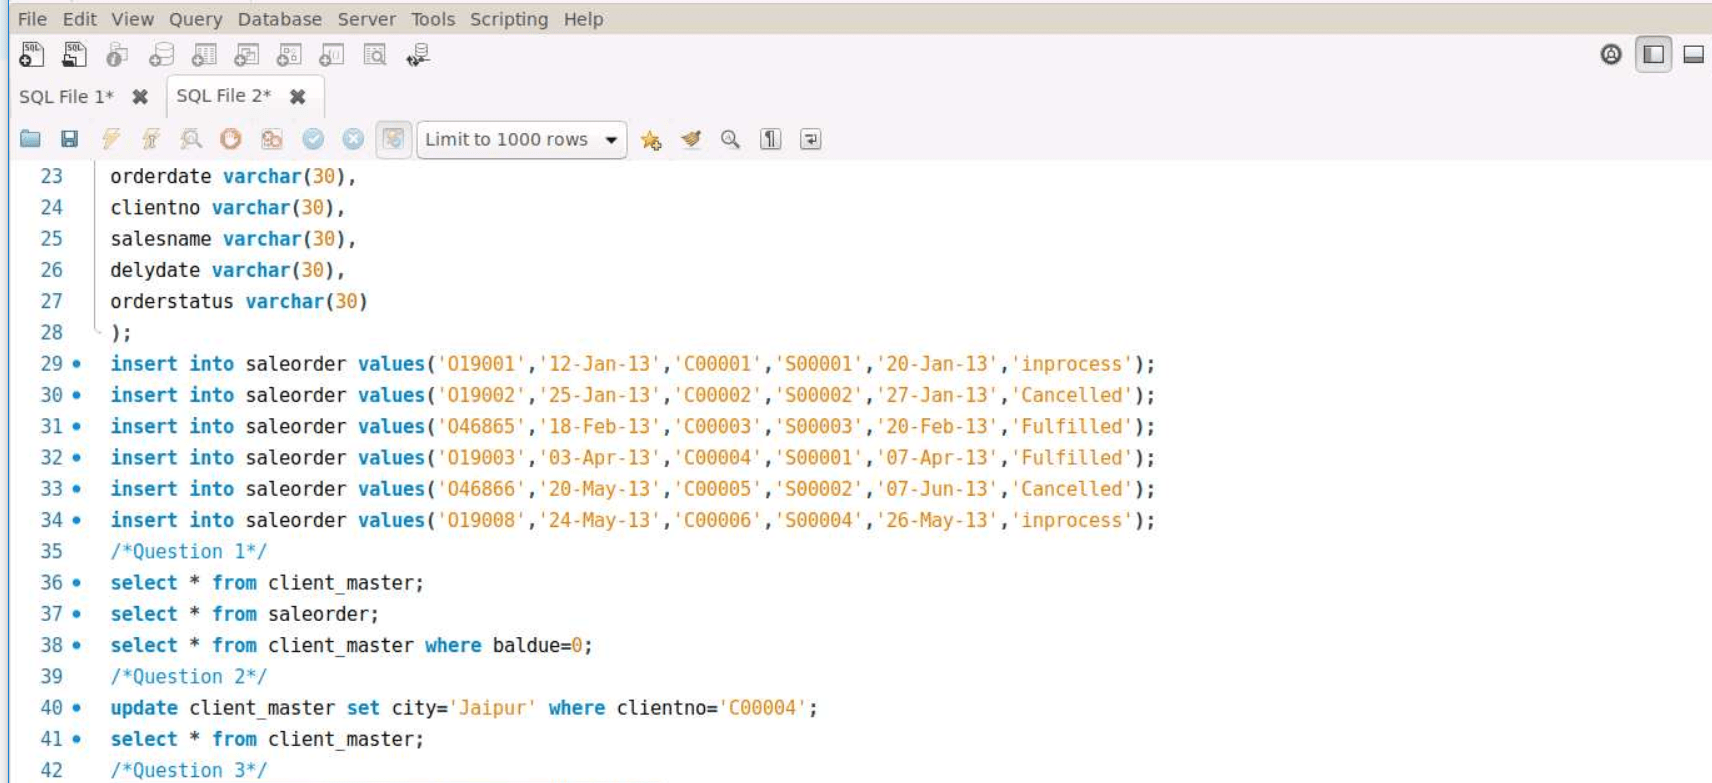 File Edit View Query Database Server Tools Scripting Help
SQL File 1* SQL File 2*
Limit to 1000 rows
23 orderdate varchar(30),
24 clientno varchar(30),
25 salesname varchar(30),
26 delydate varchar(30),
27 orderstatus varchar(30)
28 );
29 insert into saleorder values('O19001','12-Jan-13','C00001','S00001','20-Jan-13','inprocess');
30 insert into saleorder values('O19002','25-Jan-13','C00002','S00002','27-Jan-13','Cancelled');
31 insert into saleorder values('O46865','18-Feb-13','C00003','S00003','20-Feb-13','Fulfilled');
32 insert into saleorder values('O19003','03-Apr-13','C00004','S00001','07-Apr-13','Fulfilled');
33 insert into saleorder values('O46866','20-May-13','C00005','S00002','07-Jun-13','Cancelled');
34 insert into saleorder values('O19008','24-May-13','C00006','S00004','26-May-13','inprocess');
35 /*Question 1*/
36 select * from client_master;
37 select * from saleorder;
38 select * from client_master where baldue=0;
39 /*Question 2*/
40 update client_master set city='Jaipur' where clientno='C00004';
41 select * from client_master;
42 /*Question 3*/